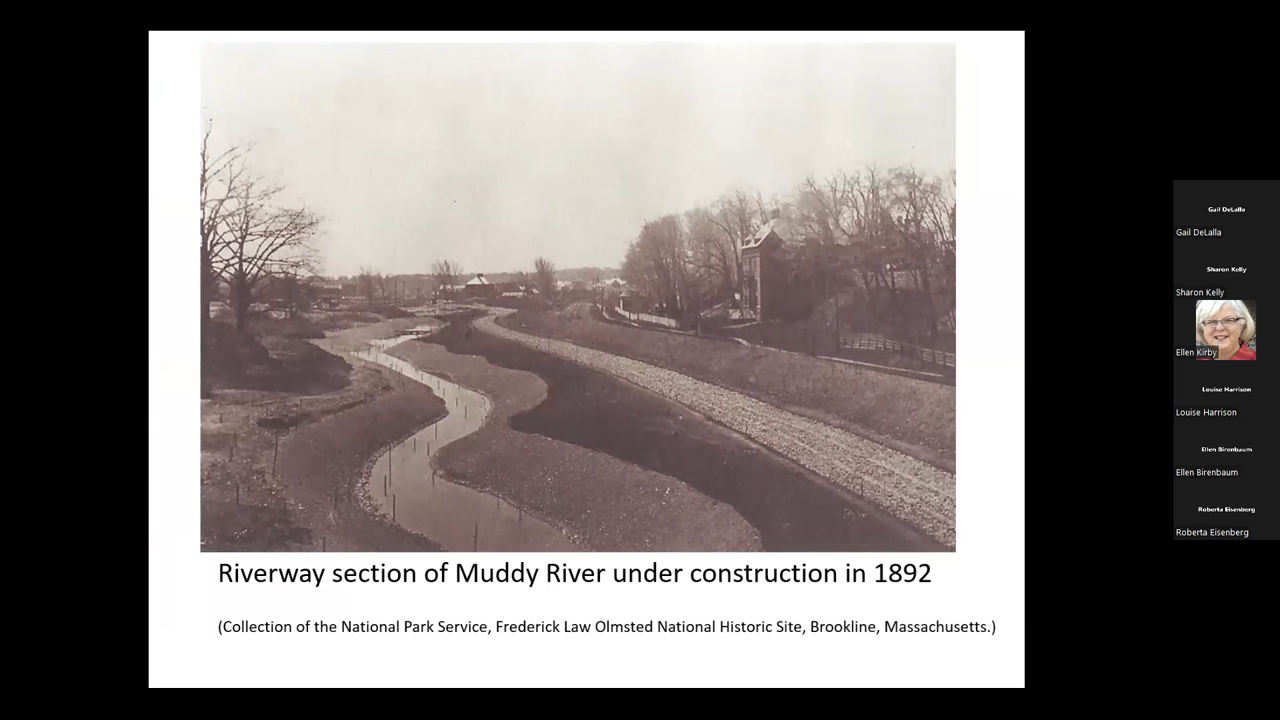 Riverway section of Muddy River under construction in 1892
(Collection of the National Park Service, Frederick Law Olmsted National Historic Site, Brookline, Massachusetts.)
Gail DeLalla
Gail DeLalla
Sharon Kelly
Sharon Kelly
Ellen Kirby
Louise Harrison
Louise Harrison
Ellen Birenbaum
Ellen Birenbaum
Roberta Eisenberg
Roberta Eisenberg